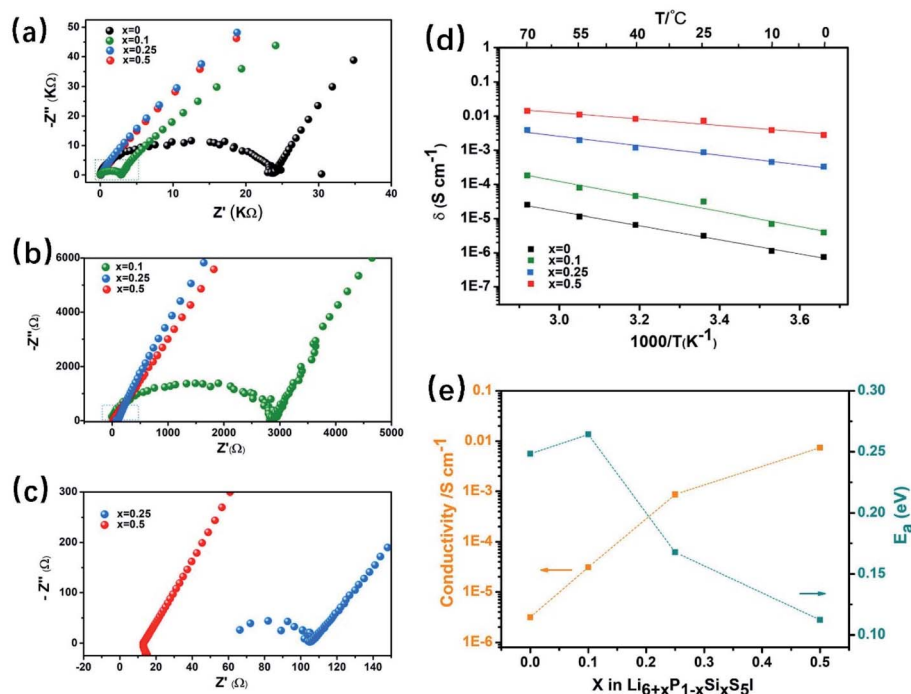 (a)
x=0
x=0.1
x=0.25
x=0.5
50
40
30
20
10
0
-Z'' (KΩ)
0 10 20 30 40
Z' (KΩ)
(b)
x=0.1
x=0.25
x=0.5
6000
4000
2000
0
-Z''(Ω)
0 1000 2000 3000 4000 5000
Z'(Ω)
(c)
x=0.25
x=0.5
300
200
100
0
- Z'' (Ω)
-20 0 20 40 60 80 100 120 140
Z' (Ω)
(d)
T/°C
70 55 40 25 10 0
1
0.1
0.01
1E-3
1E-4
1E-5
1E-6
1E-7
δ (S cm⁻¹)
x=0
x=0.1
x=0.25
x=0.5
3.0 3.2 3.4 3.6
1000/T(K⁻¹)
(e)
0.1
0.01
1E-3
1E-4
1E-5
1E-6
Conductivity /S cm⁻¹
0.30
0.25
0.20
0.15
0.10
Eₐ (eV)
0.0 0.1 0.2 0.3 0.4 0.5
X in Li₆₊ₓP₁₋ₓSiₓS₅I